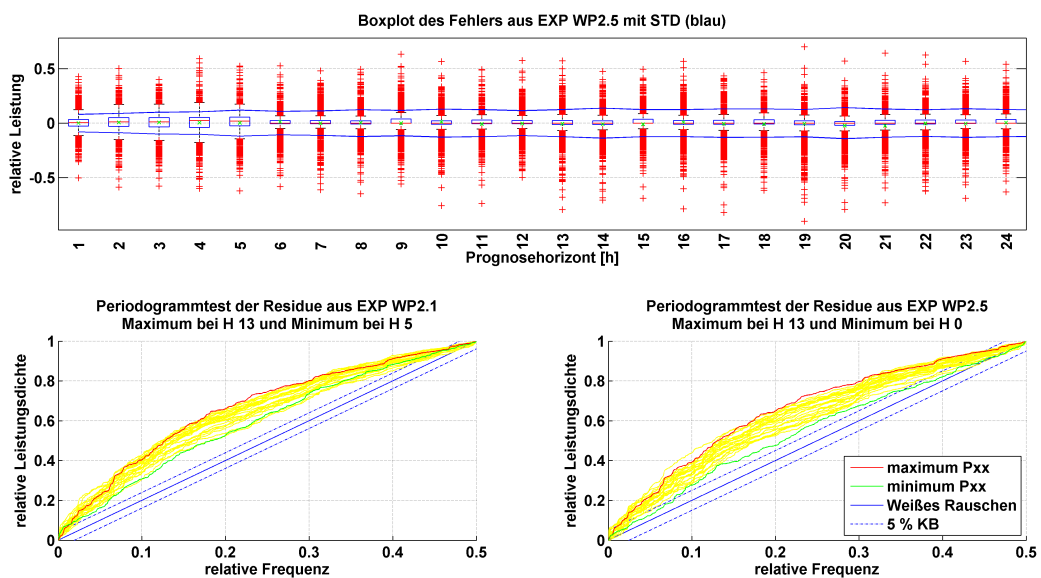 Boxplot des Fehlers aus EXP WP2.5 mit STD (blau)
relative Leistung
0.5
0
-0.5
1 2 3 4 5 6 7 8 9 10 11 12 13 14 15 16 17 18 19 20 21 22 23 24
Prognosehorizont [h]
Periodogrammtest der Residue aus EXP WP2.1
Maximum bei H 13 und Minimum bei H 5
relative Leistungsdichte
1
0.8
0.6
0.4
0.2
0
0 0.1 0.2 0.3 0.4 0.5
relative Frequenz
Periodogrammtest der Residue aus EXP WP2.5
Maximum bei H 13 und Minimum bei H 0
relative Leistungsdichte
1
0.8
0.6
0.4
0.2
0
maximum Pxx
minimum Pxx
Weißes Rauschen
5 % KB
0 0.1 0.2 0.3 0.4 0.5
relative Frequenz